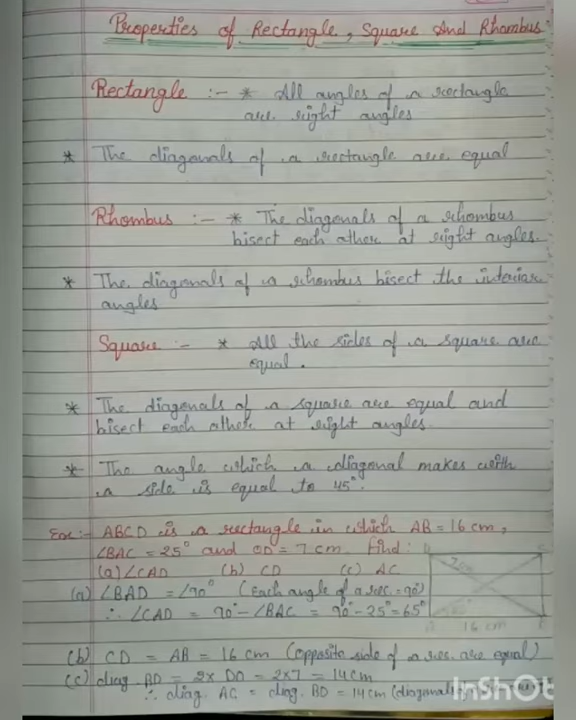 Properties of Rectangle, Square and Rhombus
Rectangle :- * All angles of a rectangle
are right angles
* The diagonals of a rectangle are equal
Rhombus :- * The diagonals of a rhombus
bisect each other at right angles.
* The diagonals of a rhombus bisect the interior
angles
Square :- * All the sides of a square are
equal.
* The diagonals of a square are equal and
bisect each other at right angles.
* The angle which a diagonal makes with
a side is equal to 45°.
Ex:- ABCD is a rectangle in which AB = 16 cm,
∠BAC = 25° and OD = 7 cm. Find:
(a) ∠CAD (b) CD (c) AC
(a) ∠BAD = ∠90° (Each angle of a rec. = 90°)
∴ ∠CAD = 90° - ∠BAC = 90° - 25° = 65°
7cm
16 cm
(b) CD = AB = 16 cm (opposite side of a rec. are equal)
(c) diag. BD = 2 x DO = 2x7 = 14cm
∴ diag. AC = diag. BD = 14cm (diagonals
InShOt